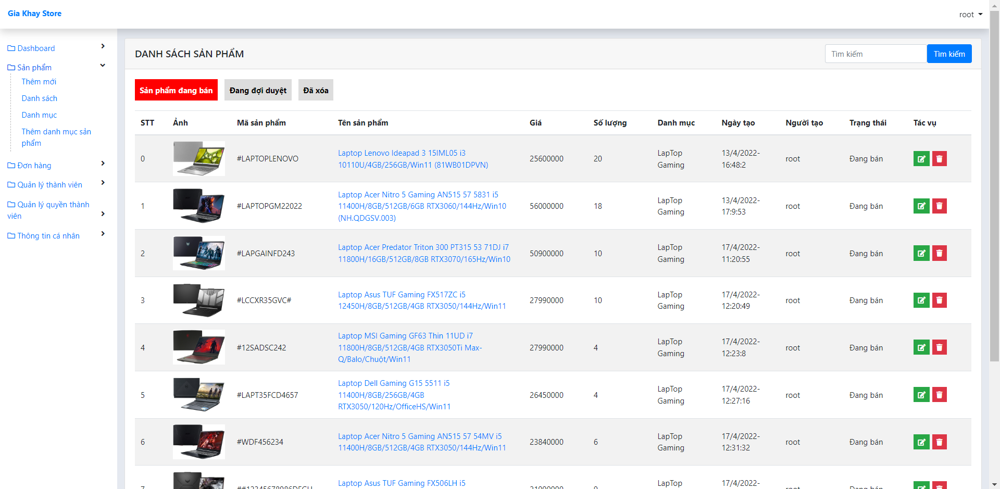 Gia Khay Store
root
Dashboard
Sản phẩm
Thêm mới
Danh sách
Danh mục
Thêm danh mục sản
phẩm
Đơn hàng
Quản lý thành viên
Quản lý quyền thành
viên
Thông tin cá nhân
DANH SÁCH SẢN PHẨM
Tìm kiếm
Tìm kiếm
Sản phẩm đang bán
Đang đợi duyệt
Đã xóa
STT Ảnh Mã sản phẩm Tên sản phẩm Giá Số lượng Danh mục Ngày tạo Người tạo Trạng thái Tác vụ
0
#LAPTOPLENOVO
Laptop Lenovo Ideapad 3 15IML05 i3
10110U/4GB/256GB/Win11 (81WB01DPVN)
25600000
20
LapTop
Gaming
13/4/2022-
16:48:2
root
Đang bán
1
#LAPTOPGM22022
Laptop Acer Nitro 5 Gaming AN515 57 5831 i5
11400H/8GB/512GB/6GB RTX3060/144Hz/Win10
(NH.QDGSV.003)
56000000
18
LapTop
Gaming
13/4/2022-
17:9:53
root
Đang bán
2
#LAPGAINFD243
Laptop Acer Predator Triton 300 PT315 53 71DJ i7
11800H/16GB/512GB/8GB RTX3070/165Hz/Win10
50900000
10
LapTop
Gaming
17/4/2022-
11:20:55
root
Đang bán
3
#LCCXR35GVC#
Laptop Asus TUF Gaming FX517ZC i5
12450H/8GB/512GB/4GB RTX3050/144Hz/Win11
27990000
10
LapTop
Gaming
17/4/2022-
12:20:49
root
Đang bán
4
#12SADSC242
Laptop MSI Gaming GF63 Thin 11UD i7
11800H/8GB/512GB/4GB RTX3050Ti Max-
Q/Balo/Chuột/Win11
27990000
4
LapTop
Gaming
17/4/2022-
12:23:8
root
Đang bán
5
#LAPT35FCD4657
Laptop Dell Gaming G15 5511 i5
11400H/8GB/256GB/4GB
RTX3050/120Hz/OfficeHS/Win11
26450000
4
LapTop
Gaming
17/4/2022-
12:27:16
root
Đang bán
6
#WDF456234
Laptop Acer Nitro 5 Gaming AN515 57 54MV i5
11400H/8GB/512GB/4GB RTX3050/144Hz/Win11
23840000
6
LapTop
Gaming
17/4/2022-
12:31:32
root
Đang bán
Laptop Asus TUF Gaming FX506LH i5
LapTop
17/4/2022-